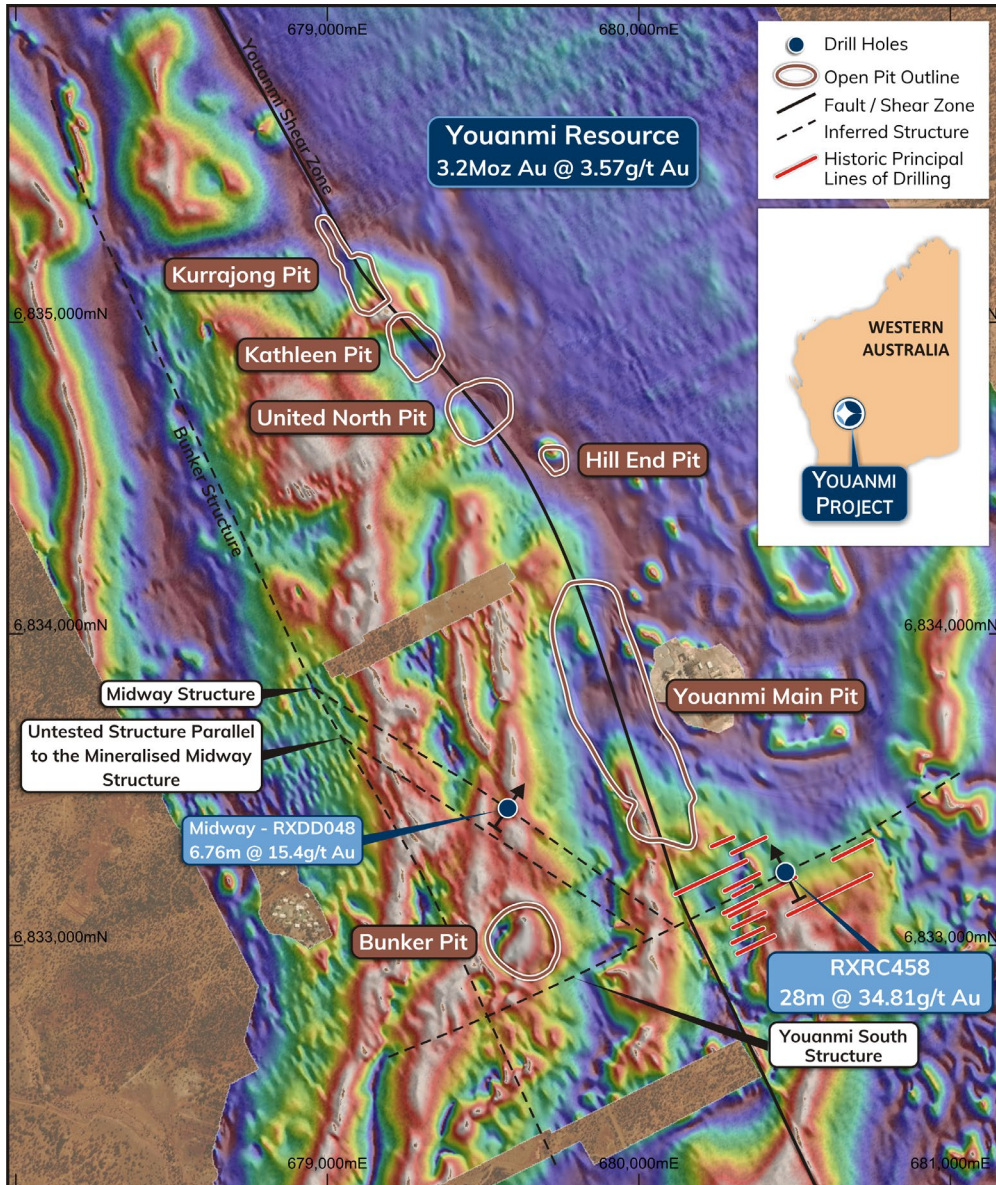 679,000mE
680,000mE
Drill Holes
Open Pit Outline
Fault / Shear Zone
Inferred Structure
Historic Principal
Lines of Drilling
Youanmi Shear Zone
Youanmi Resource
3.2Moz Au @ 3.57g/t Au
WESTERN
AUSTRALIA
YOUANMI
PROJECT
Kurrajong Pit
6,835,000mN
Kathleen Pit
United North Pit
Hill End Pit
Bunker Structure
6,834,000mN
6,834,000mN
Midway Structure
Youanmi Main Pit
Untested Structure Parallel
to the Mineralised Midway
Structure
Midway - RXDD048
6.76m @ 15.4g/t Au
6,833,000mN
Bunker Pit
6,833,000mN
RXRC458
28m @ 34.81g/t Au
Youanmi South
Structure
679,000mE
680,000mE
681,000mE